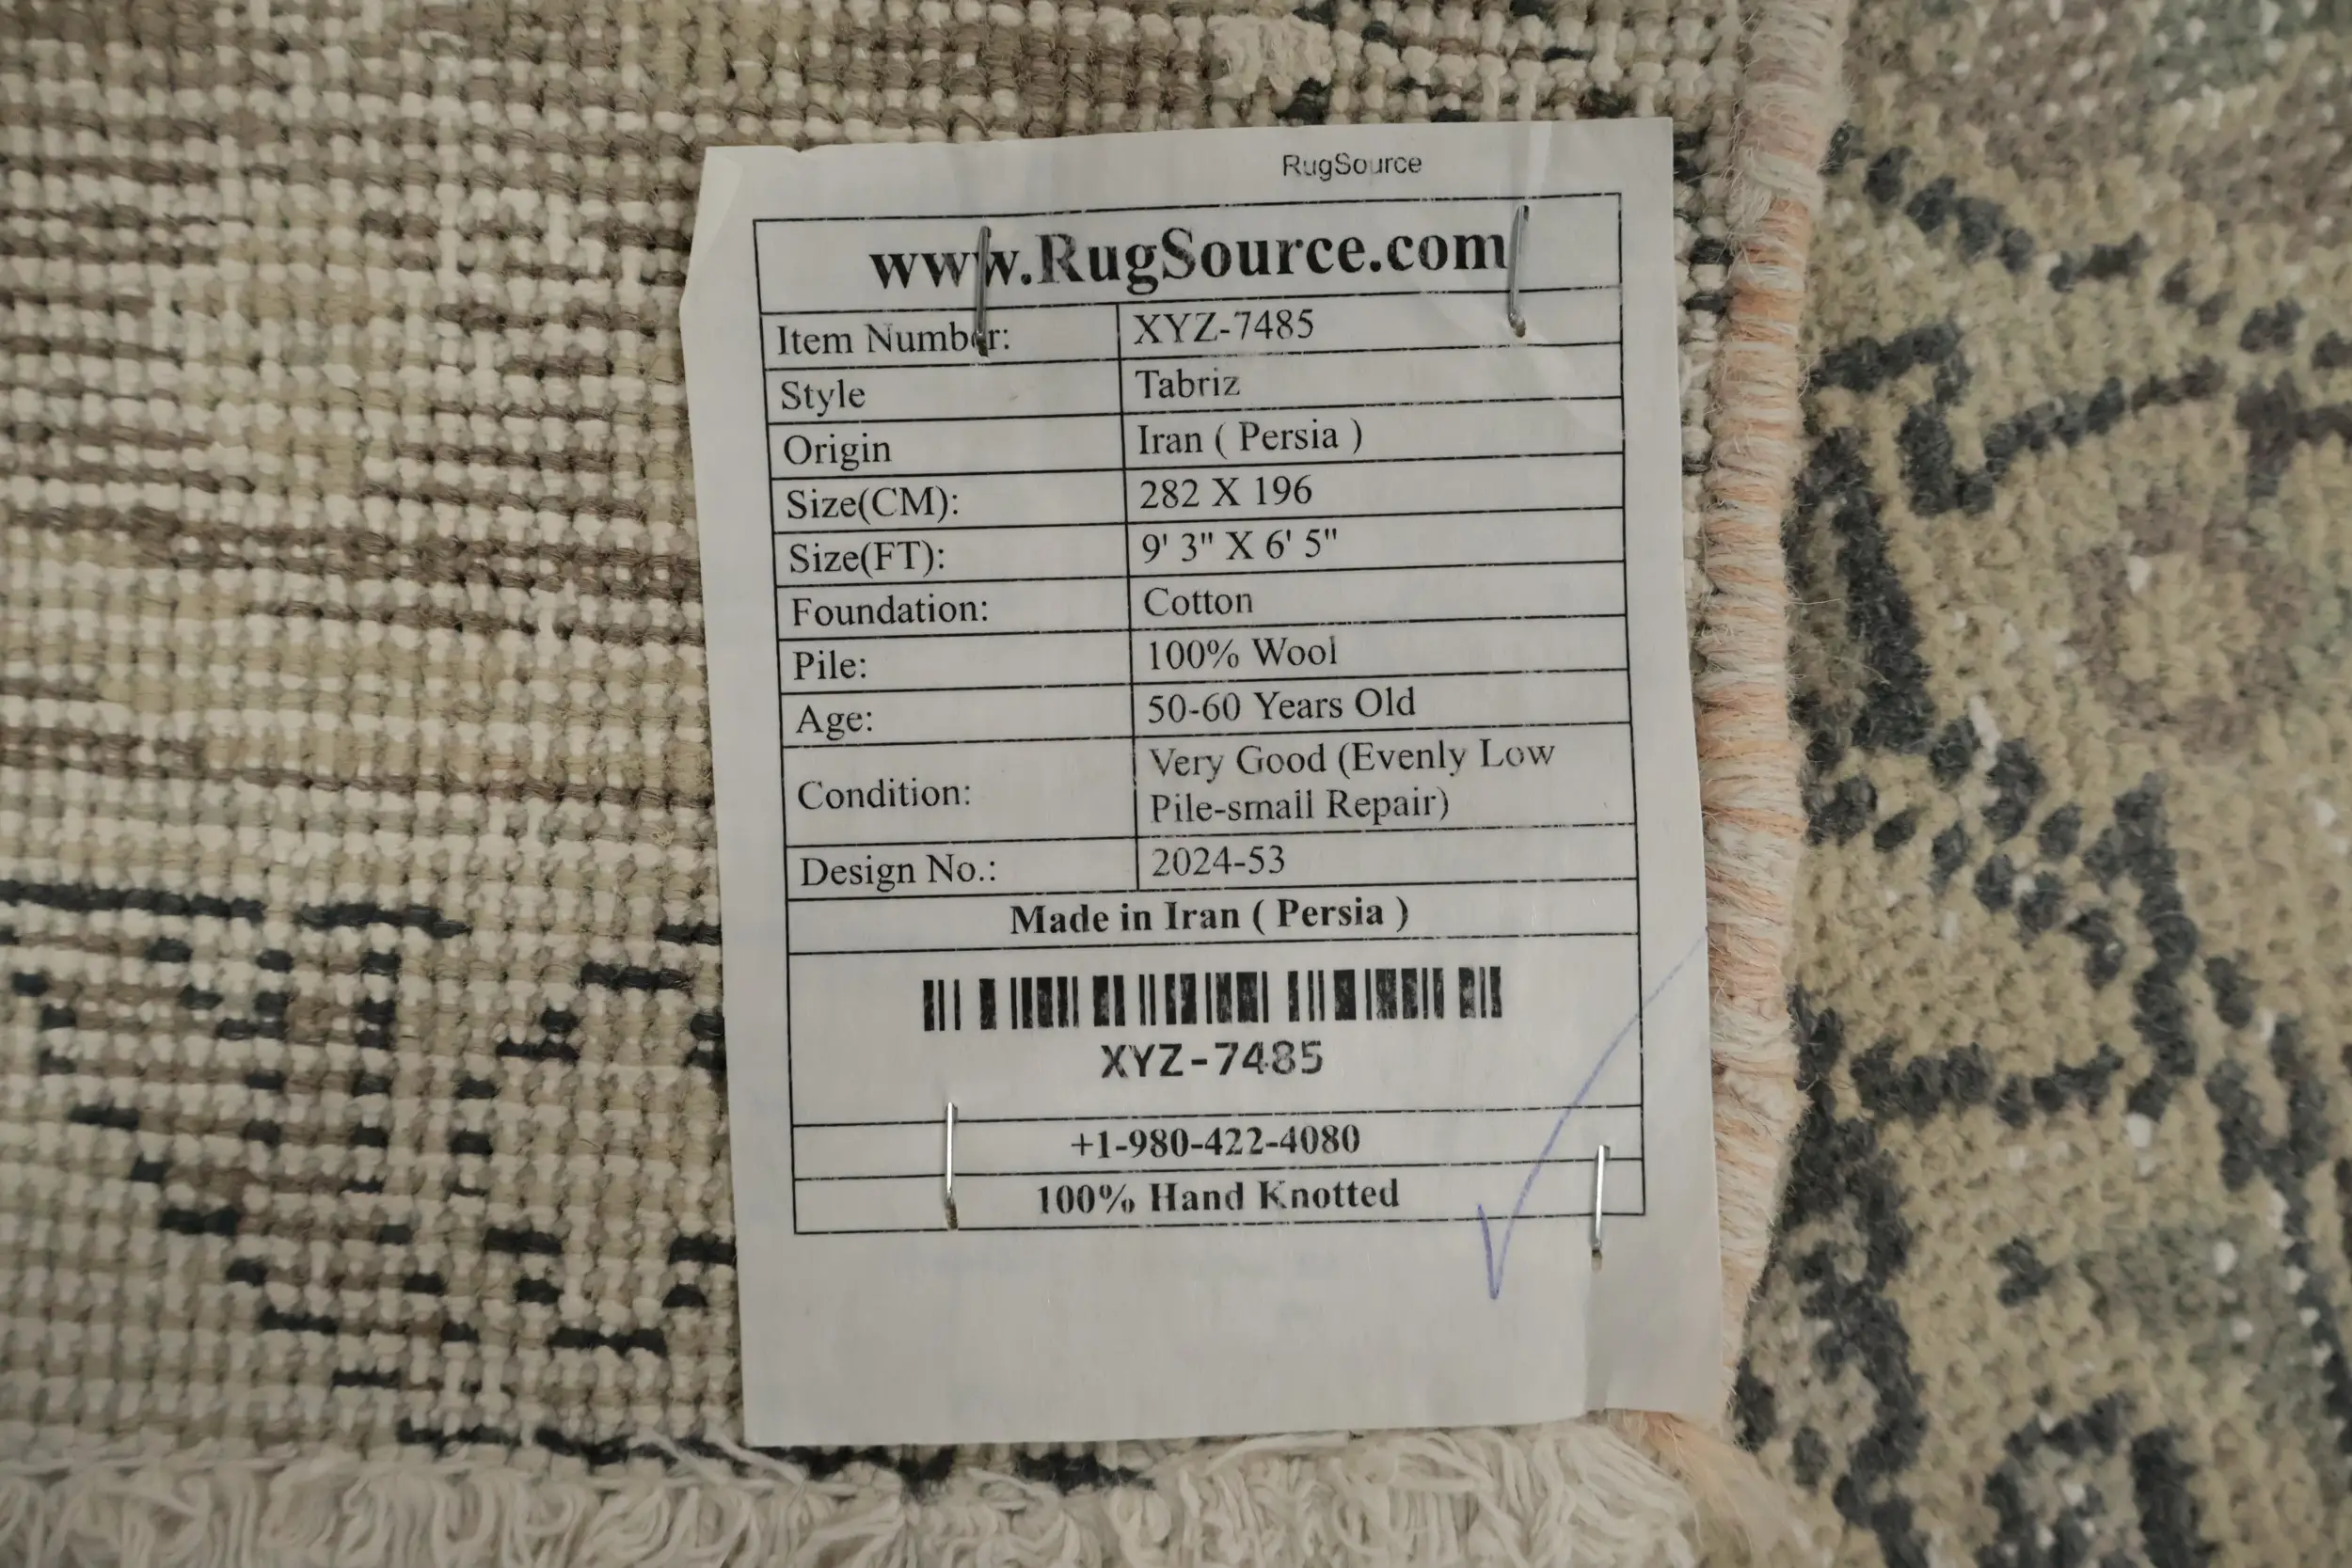 RugSource
www.RugSource.com
Item Number: XYZ-7485
Style Tabriz
Origin Iran ( Persia )
Size(CM): 282 X 196
Size(FT): 9' 3" X 6' 5"
Foundation: Cotton
Pile: 100% Wool
Age: 50-60 Years Old
Condition: Very Good (Evenly Low
Pile-small Repair)
Design No.: 2024-53
Made in Iran ( Persia )
XYZ-7485
+1-980-422-4080
100% Hand Knotted